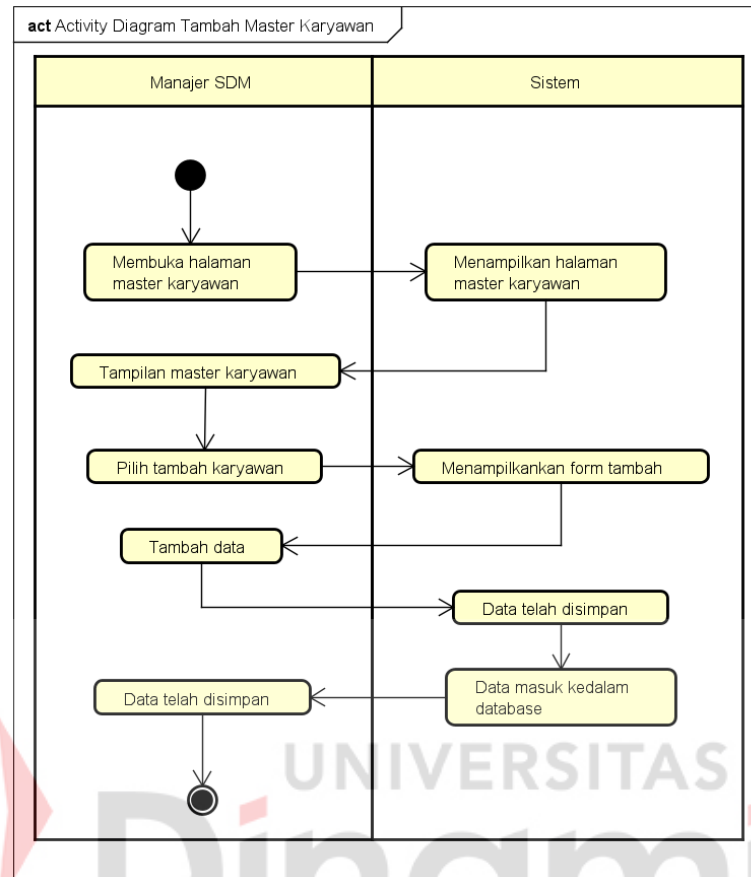 act Activity Diagram Tambah Master Karyawan
Manajer SDM
Sistem
Membuka halaman
master karyawan
Menampilkan halaman
master karyawan
Tampilan master karyawan
Pilih tambah karyawan
Menampilkankan form tambah
Tambah data
Data telah disimpan
Data masuk kedalam
database
Data telah disimpan
UNIVERSITAS